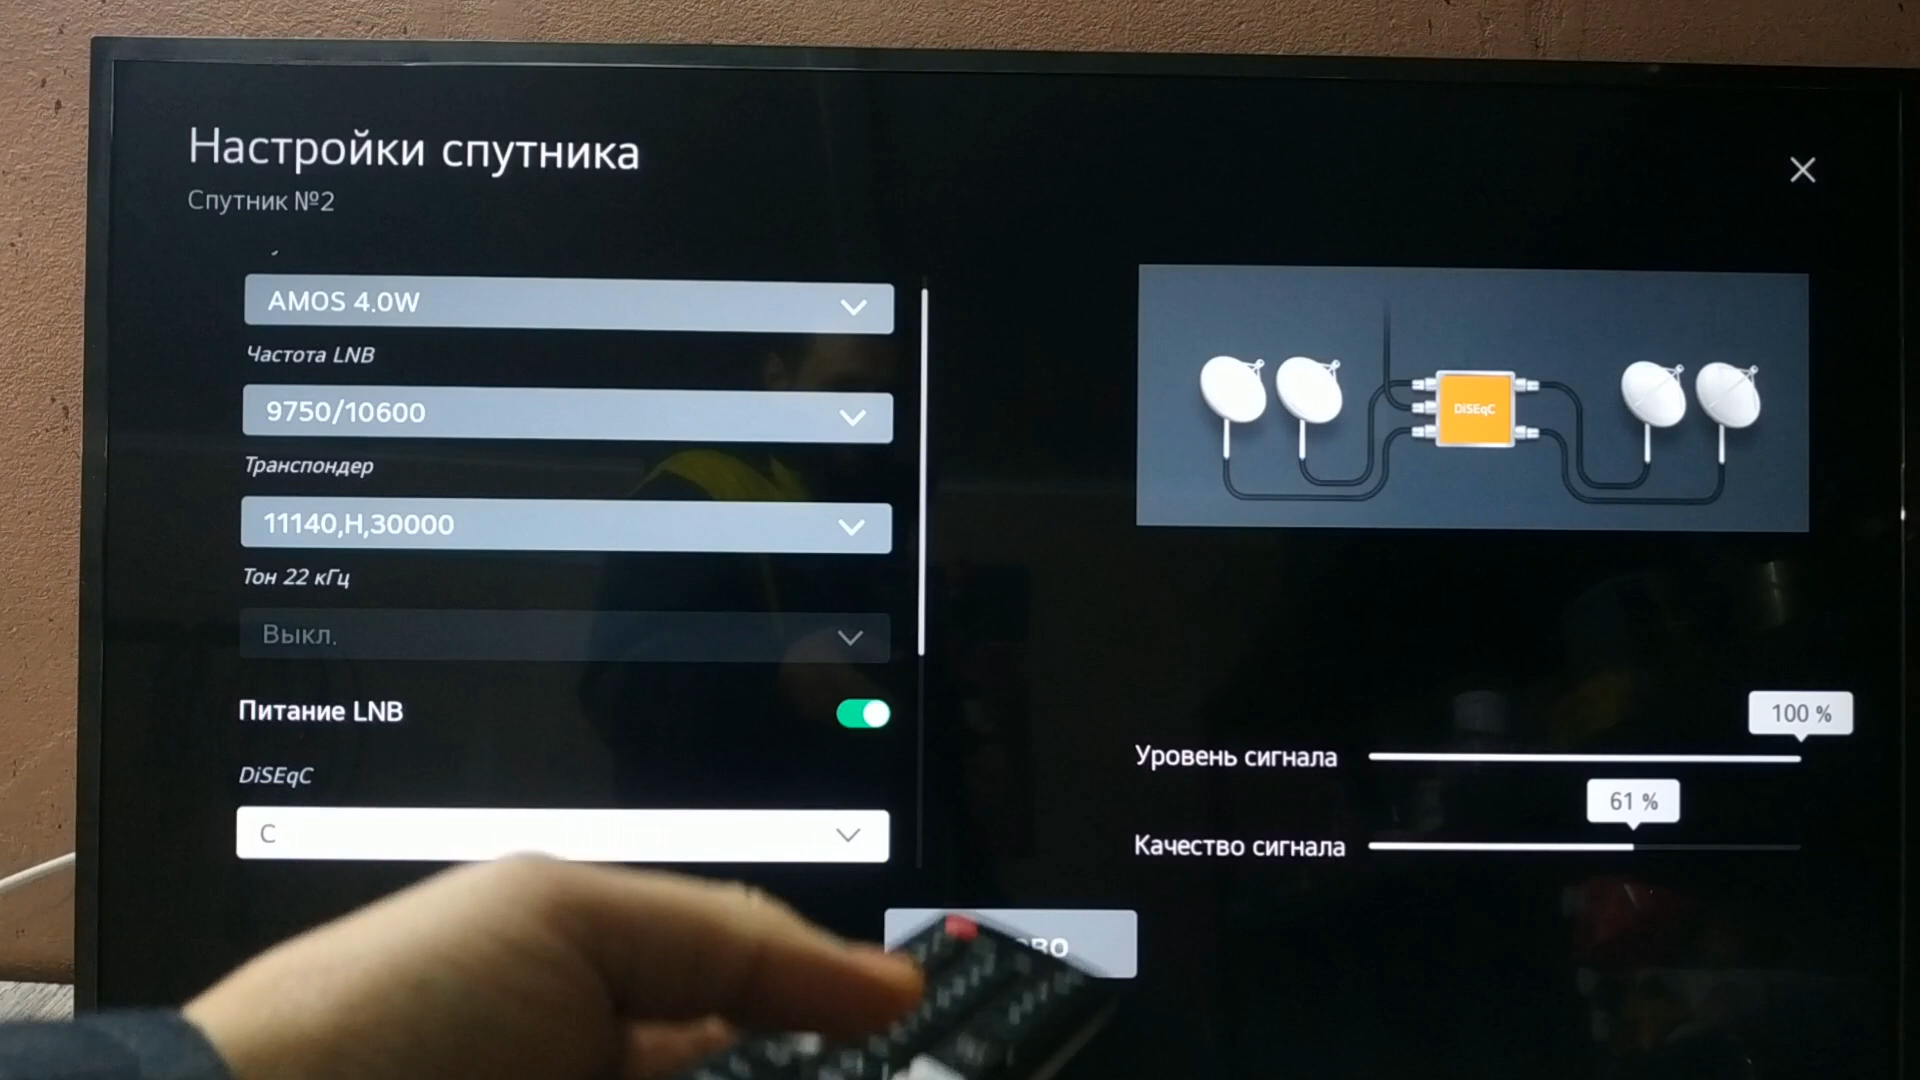 Настройки спутника
Спутник №2
AMOS 4.0W
Частота LNB
9750/10600
Транспондер
11140,H,30000
Тон 22 кГц
Выкл.
Питание LNB
DiSEqC
C
DiSEqC
100 %
Уровень сигнала
61 %
Качество сигнала